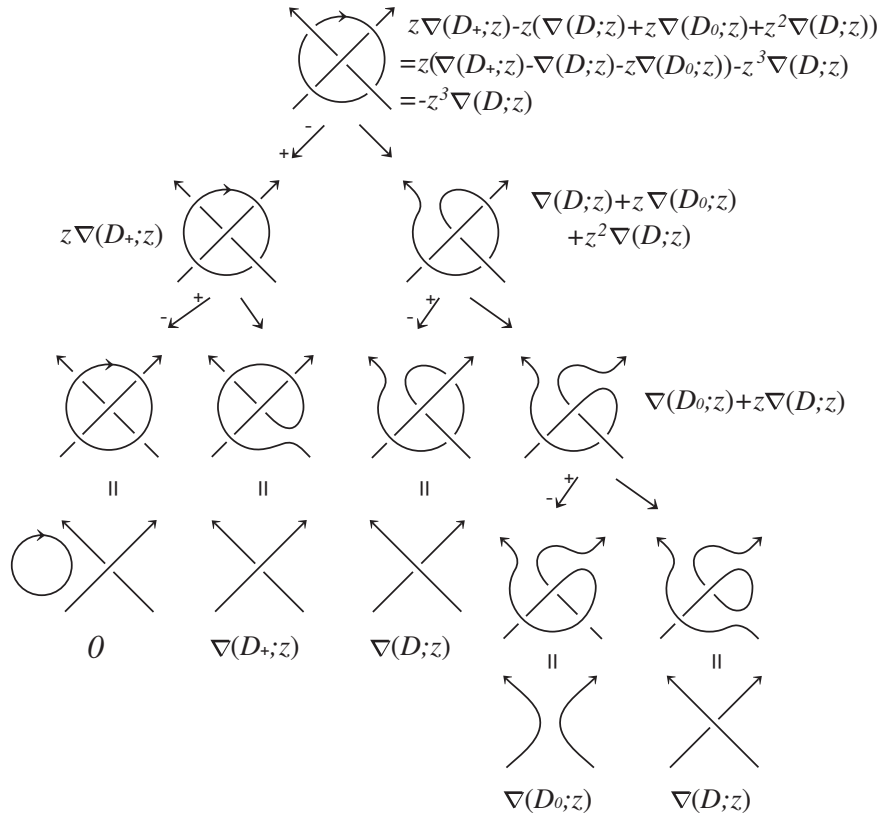 z∇(D₊;z)-z(∇(D;z)+z∇(D₀;z)+z²∇(D;z))
=z(∇(D₊;z)-∇(D;z)-z∇(D₀;z))-z³∇(D;z)
=-z³∇(D;z)
-
+
z∇(D₊;z)
∇(D;z)+z∇(D₀;z)
+z²∇(D;z)
+
-
+
-
∇(D₀;z)+z∇(D;z)
=
=
=
+
-
0
∇(D₊;z)
∇(D;z)
=
=
∇(D₀;z)
∇(D;z)